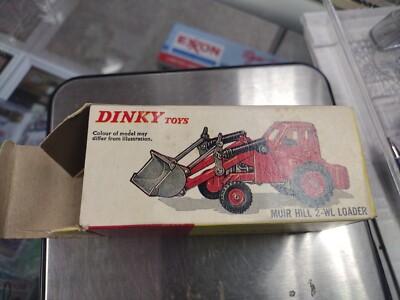 EXXON
DINKY TOYS
Colour of model may
differ from illustration.
MUIR HILL 2-WL LOADER